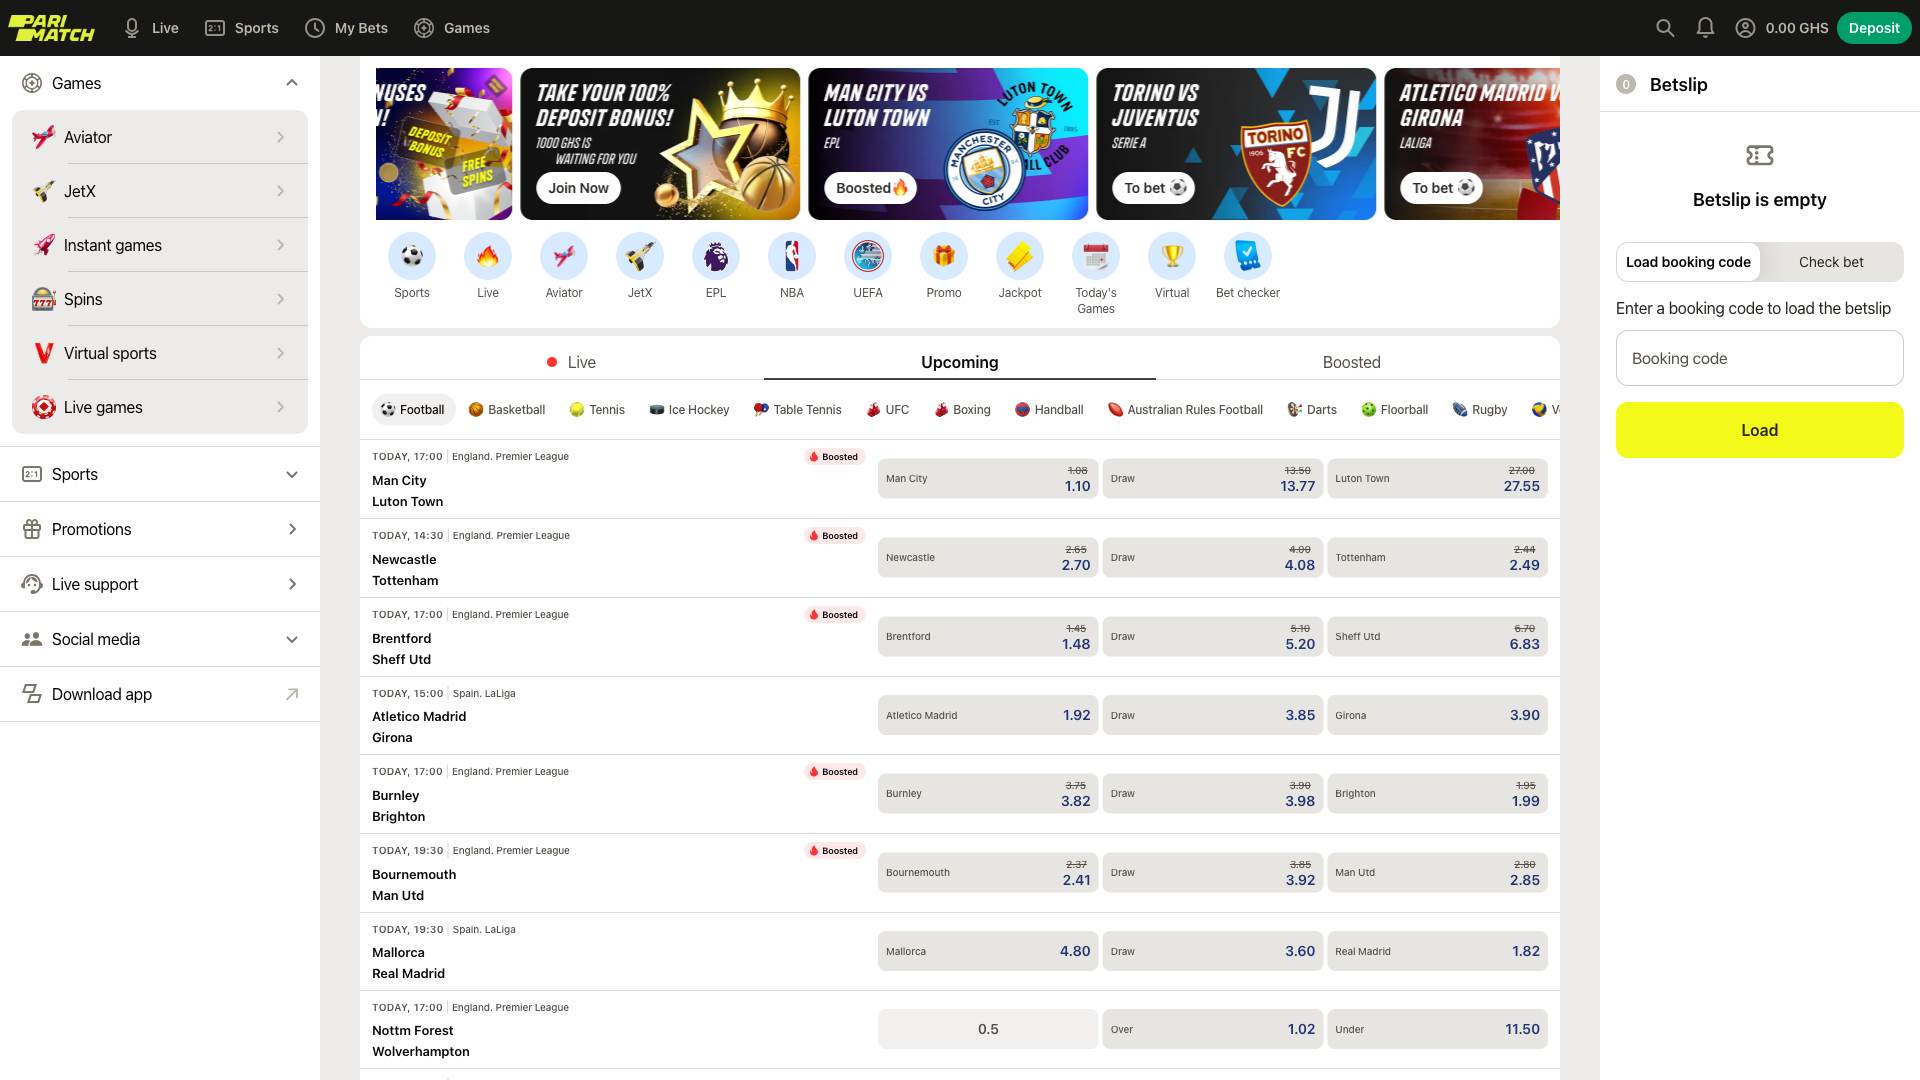 PARI MATCH
Live
Sports
My Bets
Games
0.00 GHS
Deposit
Games
Aviator
JetX
Instant games
Spins
Virtual sports
Live games
Sports
Promotions
Live support
Social media
Download app
DEPOSIT BONUS
FREE SPINS
TAKE YOUR 100%
DEPOSIT BONUS!
1000 GHS IS
WAITING FOR YOU
Join Now
MAN CITY VS
LUTON TOWN
EPL
Boosted
MANCHESTER CITY
LUTON TOWN
TORINO VS
JUVENTUS
SERIE A
To bet
TORINO FC
1906
ATLETICO MADRID
GIRONA
LALIGA
To bet
Sports
Live
Aviator
JetX
EPL
NBA
UEFA
Promo
Jackpot
Today's
Games
Virtual
Bet checker
Live
Upcoming
Boosted
Football
Basketball
Tennis
Ice Hockey
Table Tennis
UFC
Boxing
Handball
Australian Rules Football
Darts
Floorball
Rugby
TODAY, 17:00 England. Premier League
Boosted
Man City
Luton Town
Man City 1.08 1.10
Draw 13.50 13.77
Luton Town 27.00 27.55
TODAY, 14:30 England. Premier League
Boosted
Newcastle
Tottenham
Newcastle 2.65 2.70
Draw 4.00 4.08
Tottenham 2.44 2.49
TODAY, 17:00 England. Premier League
Boosted
Brentford
Sheff Utd
Brentford 1.45 1.48
Draw 5.10 5.20
Sheff Utd 6.70 6.83
TODAY, 15:00 Spain. LaLiga
Atletico Madrid
Girona
Atletico Madrid 1.92
Draw 3.85
Girona 3.90
TODAY, 17:00 England. Premier League
Boosted
Burnley
Brighton
Burnley 3.75 3.82
Draw 3.90 3.98
Brighton 1.95 1.99
TODAY, 19:30 England. Premier League
Boosted
Bournemouth
Man Utd
Bournemouth 2.37 2.41
Draw 3.85 3.92
Man Utd 2.80 2.85
TODAY, 19:30 Spain. LaLiga
Mallorca
Real Madrid
Mallorca 4.80
Draw 3.60
Real Madrid 1.82
TODAY, 17:00 England. Premier League
Nottm Forest
Wolverhampton
0.5
Over 1.02
Under 11.50
0 Betslip
Betslip is empty
Load booking code
Check bet
Enter a booking code to load the betslip
Booking code
Load